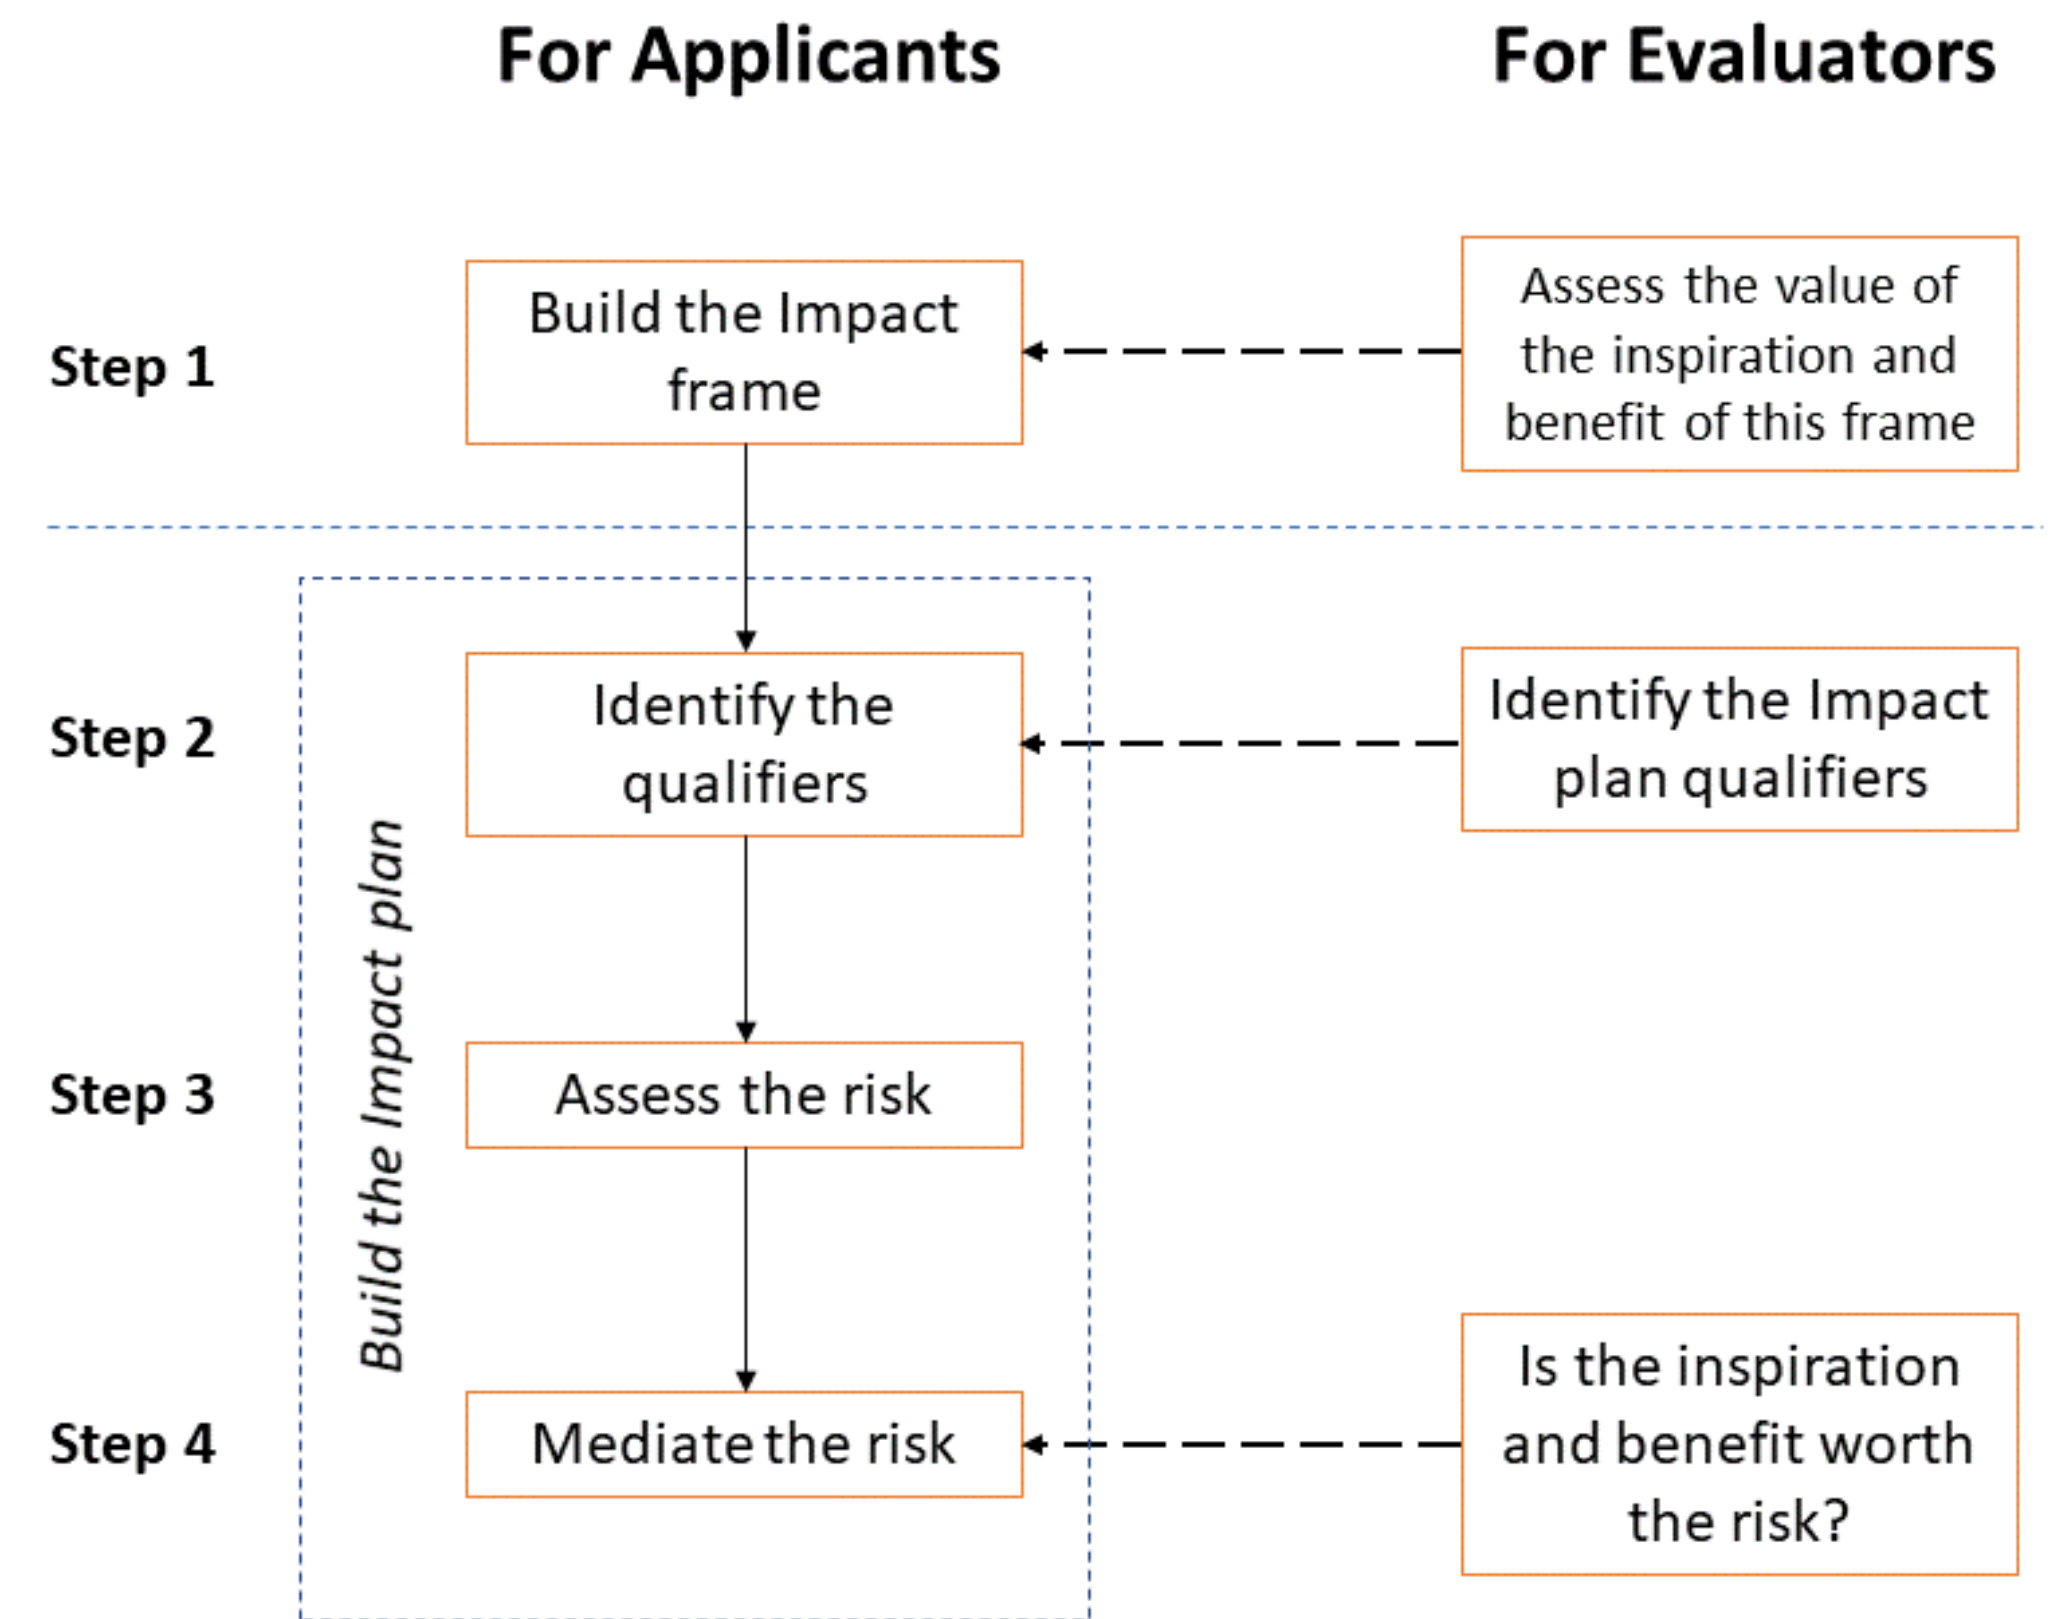 For Applicants
For Evaluators
Step 1
Build the Impact
frame
Assess the value of
the inspiration and
benefit of this frame
Build the Impact plan
Step 2
Identify the
qualifiers
Identify the Impact
plan qualifiers
Step 3
Assess the risk
Step 4
Mediate the risk
Is the inspiration
and benefit worth
the risk?